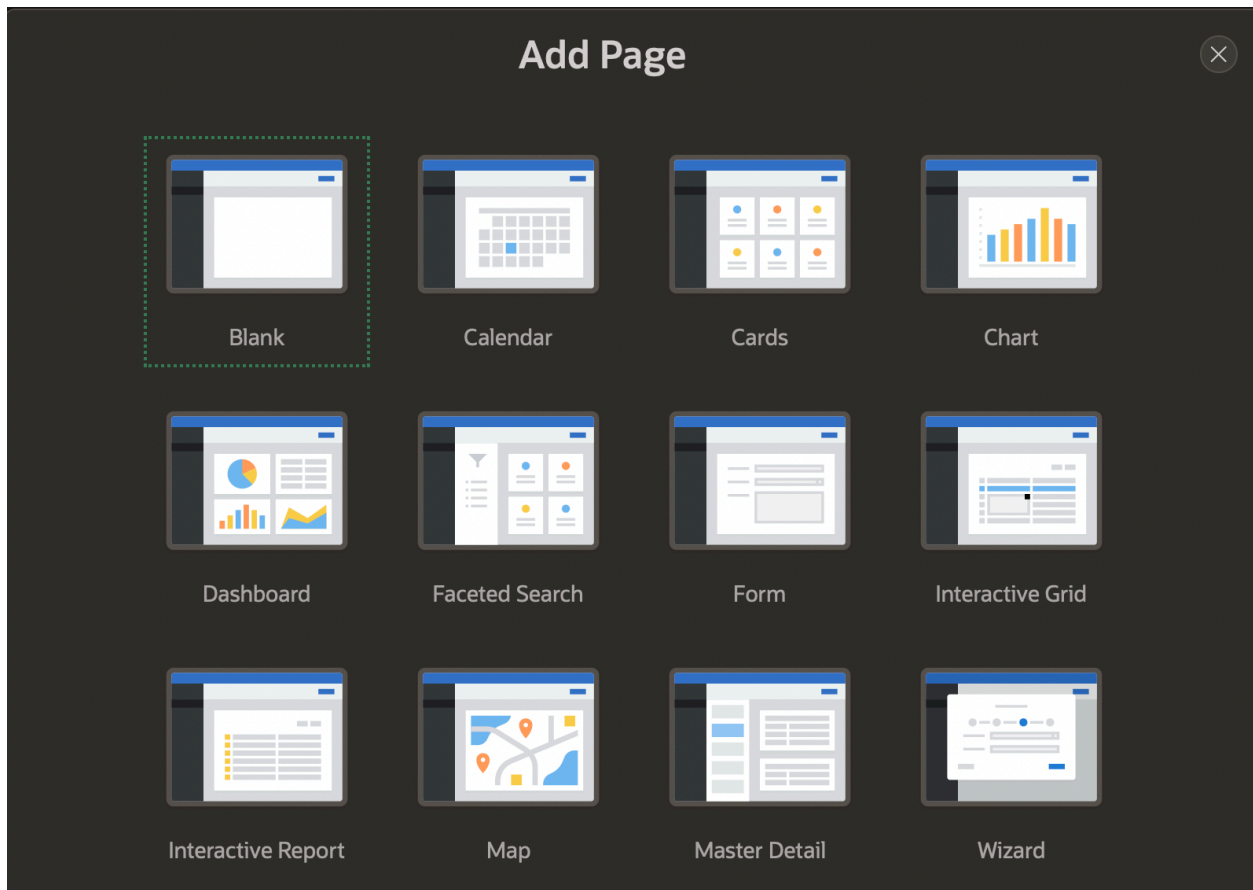 Add Page
Blank
Calendar
Cards
Chart
Dashboard
Faceted Search
Form
Interactive Grid
Interactive Report
Map
Master Detail
Wizard